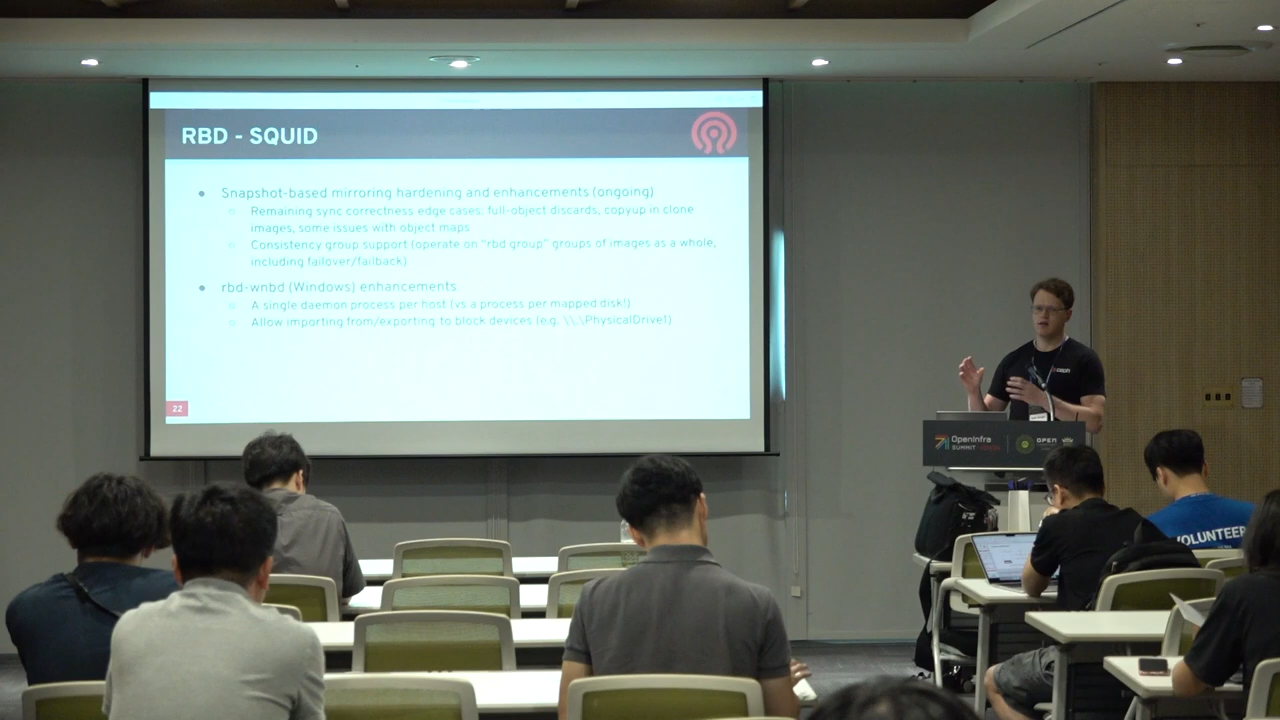 RBD - SQUID
Snapshot-based mirroring hardening and enhancements (ongoing)
Remaining sync correctness edge cases: full-object discards, copyup in clone
images, some issues with object maps
Consistency group support (operate on "rbd group" groups of images as a whole,
including failover/failback)
rbd-wnbd (Windows) enhancements
A single daemon process per host (vs a process per mapped disk!)
Allow importing from/exporting to block devices (e.g. \\.\PhysicalDrive1)
22
ceph
OpenInfra
SUMMIT
OPEN
VOLUNTEER